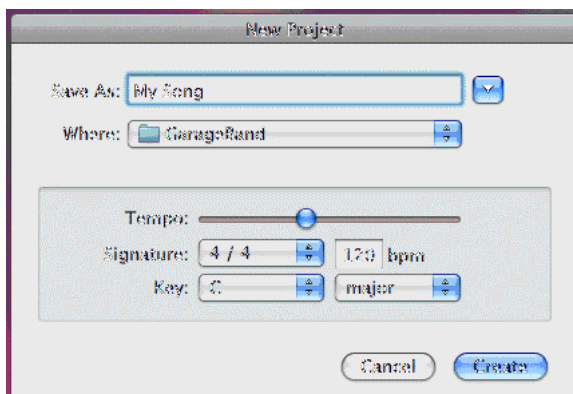 New Project
Save As: My Song
Where: GarageBand
Tempo:
Signature: 4 / 4 120 bpm
Key: C major
Cancel Create